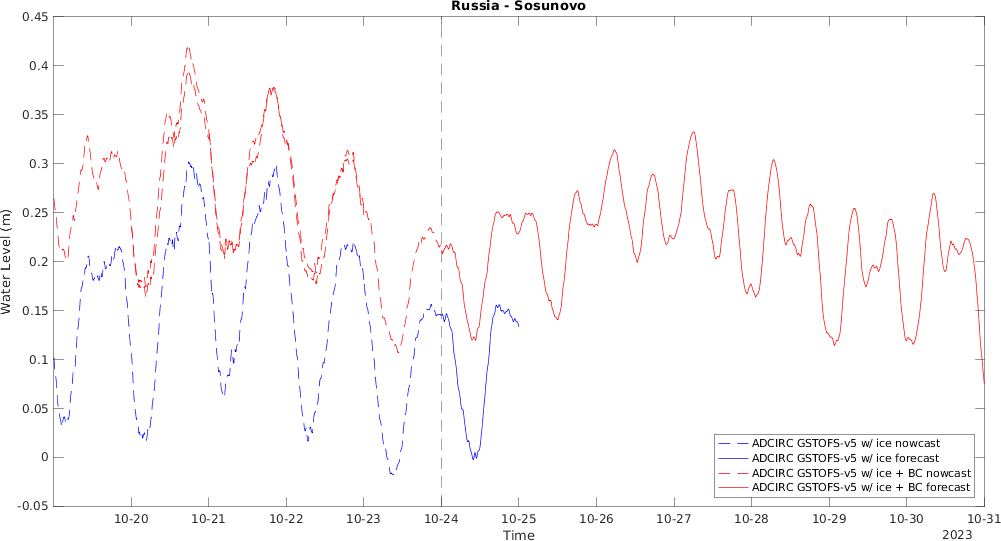 Russia - Sosunovo
0.45
0.4
0.35
0.3
0.25
0.2
0.15
0.1
0.05
0
-0.05
Water Level (m)
ADCIRC GSTOFS-v5 w/ ice nowcast
ADCIRC GSTOFS-v5 w/ ice forecast
ADCIRC GSTOFS-v5 w/ ice + BC nowcast
ADCIRC GSTOFS-v5 w/ ice + BC forecast
10-20 10-21 10-22 10-23 10-24 10-25 10-26 10-27 10-28 10-29 10-30 10-31
Time
2023